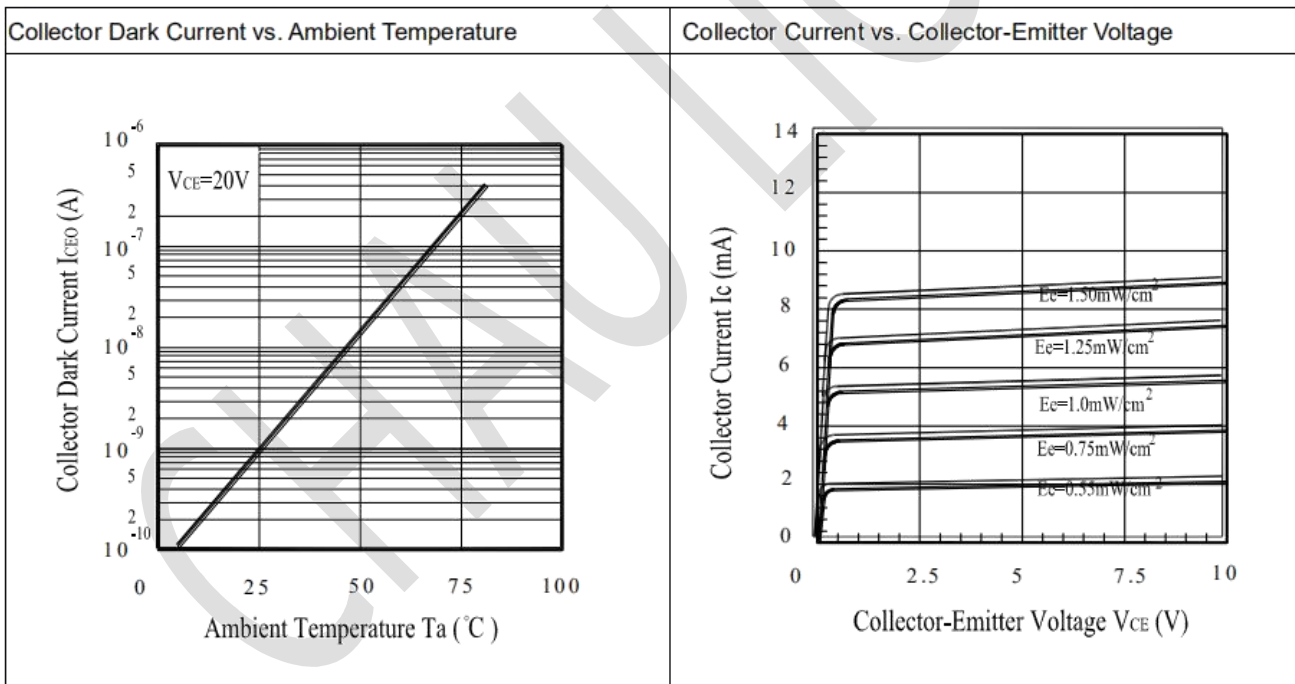 Collector Dark Current vs. Ambient Temperature
Collector Current vs. Collector-Emitter Voltage
10-6
5
2
10-7
5
2
10-8
5
2
10-9
5
2
10-10
VCE=20V
Collector Dark Current ICEO (A)
0 25 50 75 100
Ambient Temperature Ta (°C )
14
12
10
8
6
4
2
0
Collector Current Ic (mA)
Ee=1.50mW/cm2
Ee=1.25mW/cm2
Ee=1.0mW/cm2
Ee=0.75mW/cm2
Ee=0.55mW/cm2
0 2.5 5 7.5 10
Collector-Emitter Voltage VCE (V)